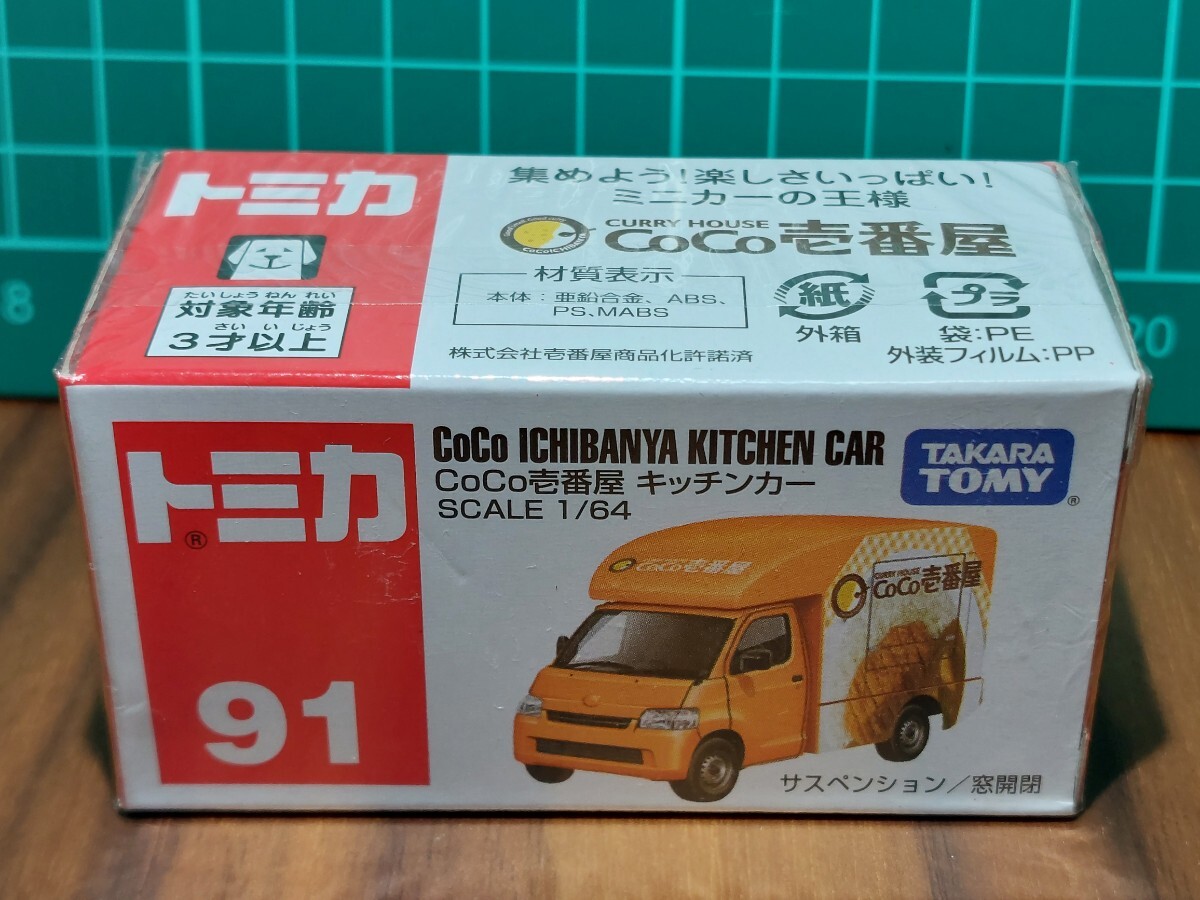 トミカ
たいしょうねんれい
対象年齢
さいいじょう
3才以上
集めよう!楽しさいっぱい!
ミニカーの王様
CURRY HOUSE
CoCo壱番屋
材質表示
本体:亜鉛合金、ABS、
PS、MABS
紙
外箱
プラ
袋:PE
外装フィルム:PP
株式会社壱番屋商品化許諾済
トミカ®
91
CoCo ICHIBANYA KITCHEN CAR
CoCo壱番屋 キッチンカー
SCALE 1/64
TAKARA
TOMY®
CoCo壱番屋
CURRY HOUSE
CoCo壱番屋
サスペンション/窓開閉
8
20